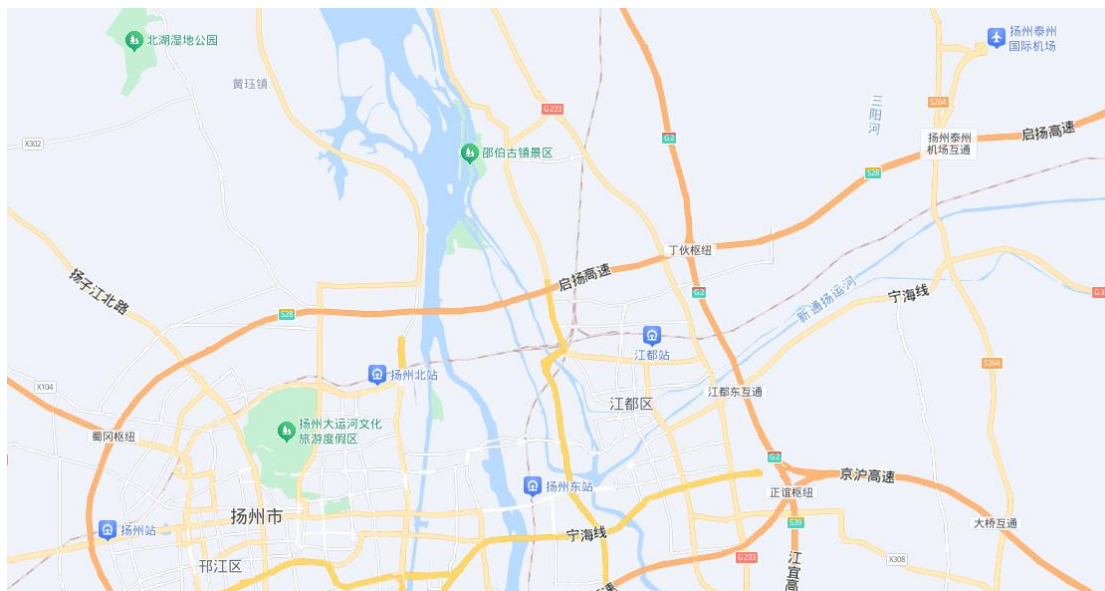 扬州泰州
国际机场
北湖湿地公园
黄珏镇
S264
三阳河
G233
G2
扬州泰州
机场互通
启扬高速
X302
邵伯古镇景区
S28
丁伙枢纽
扬子江北路
启扬高速
G2
新通扬运河
宁海线
S28
江都站
S264
扬州北站
X104
江都东互通
江都区
扬州大运河文化
旅游度假区
蜀冈枢纽
G2
京沪高速
扬州东站
正谊枢纽
扬州市
S39
大桥互通
扬州站
宁海线
G233
X308
邗江区
江宜高